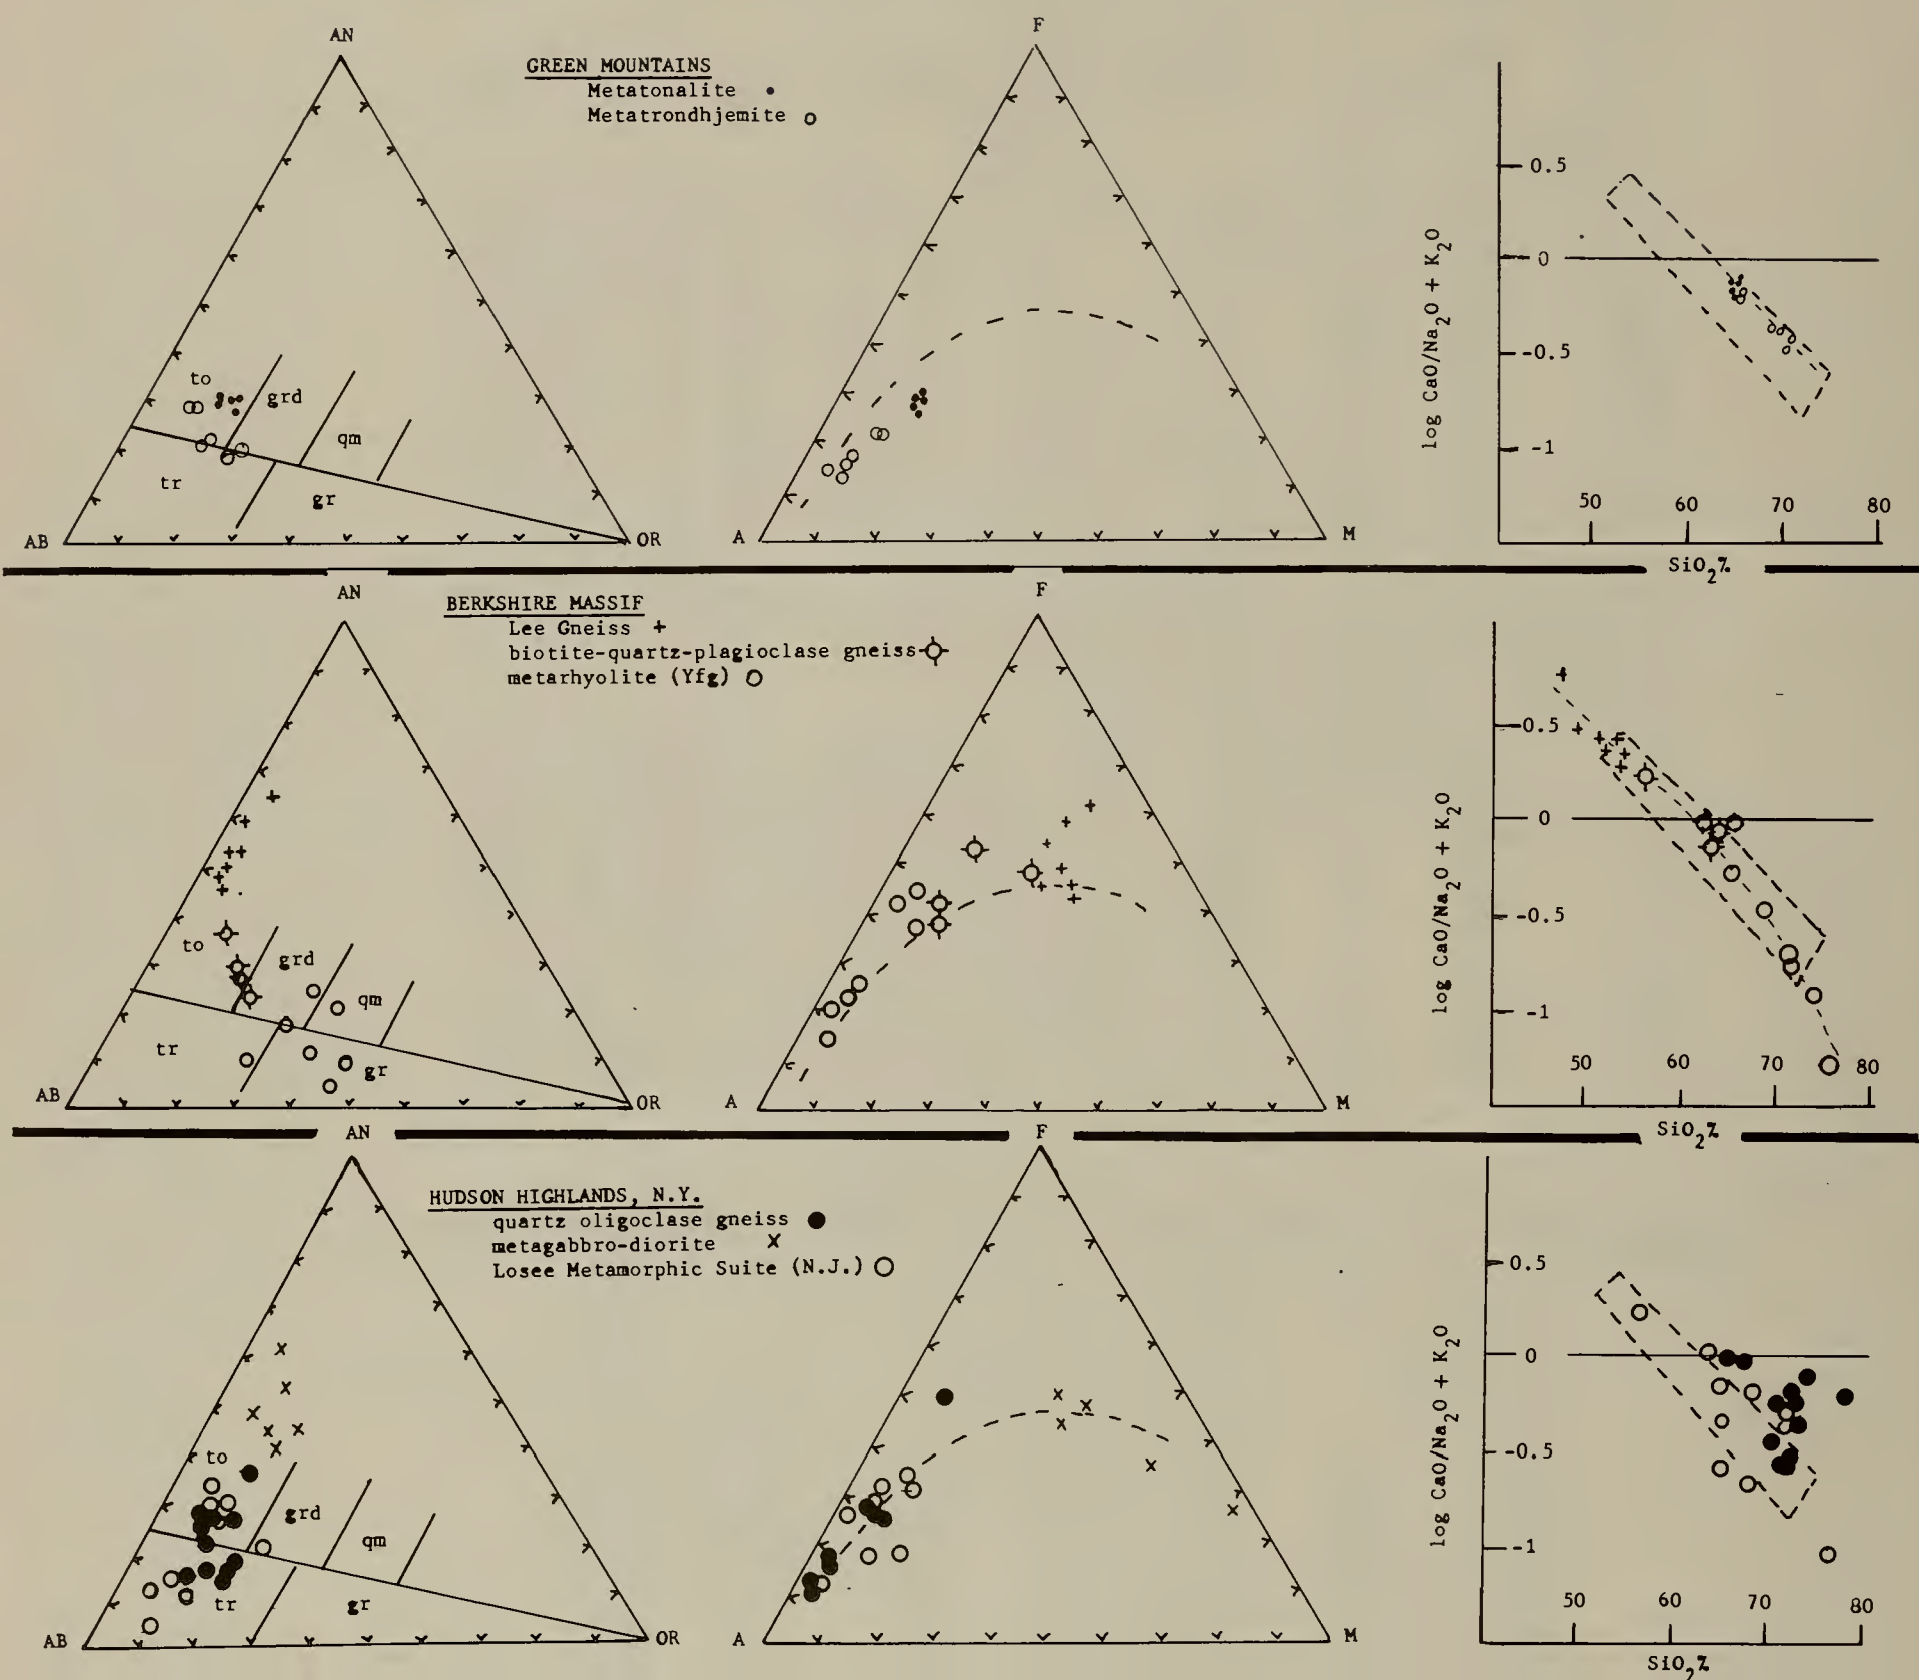 AN
GREEN MOUNTAINS
Metatonalite
Metatrondhjemite
to
grd
qm
tr
gr
AB
OR
F
A
M
log CaO/Na2O + K2O
0.5
0
-0.5
-1
50 60 70 80
SiO2%
AN
BERKSHIRE MASSIF
Lee Gneiss
biotite-quartz-plagioclase gneiss
metarhyolite (Yfg)
to
grd
qm
tr
gr
AB
OR
F
A
M
log CaO/Na2O + K2O
0.5
0
-0.5
-1
50 60 70 80
SiO2%
AN
HUDSON HIGHLANDS, N.Y.
quartz oligoclase gneiss
metagabbro-diorite
Losee Metamorphic Suite (N.J.)
to
grd
qm
tr
gr
AB
OR
F
A
M
log CaO/Na2O + K2O
0.5
0
-0.5
-1
50 60 70 80
SiO2%